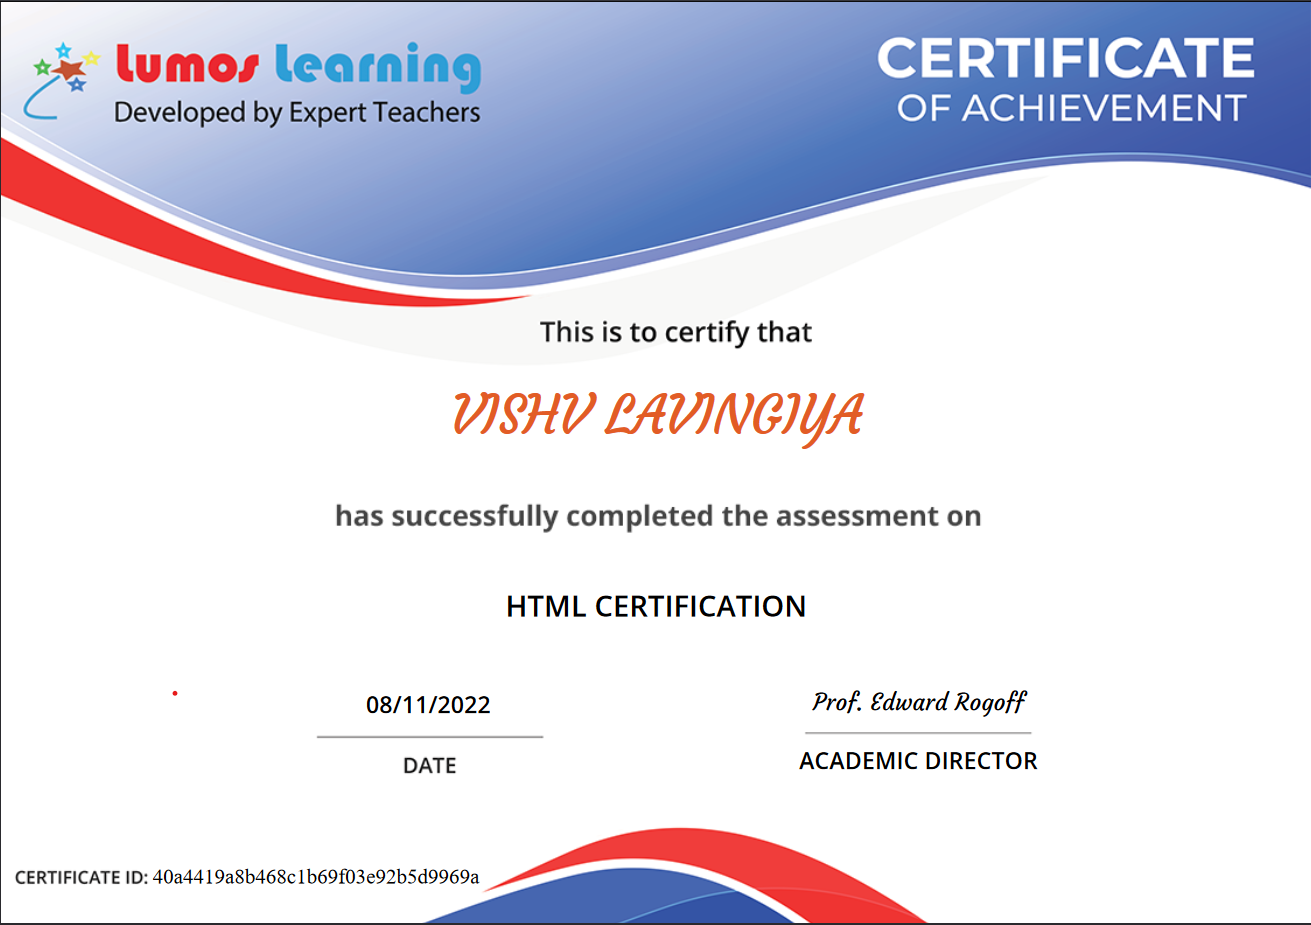 Lumos Learning
Developed by Expert Teachers
CERTIFICATE
OF ACHIEVEMENT
This is to certify that
VISHV LAVINGIYA
has successfully completed the assessment on
HTML CERTIFICATION
08/11/2022
DATE
Prof. Edward Rogoff
ACADEMIC DIRECTOR
CERTIFICATE ID: 40a4419a8b468c1b69f03e92b5d9969a